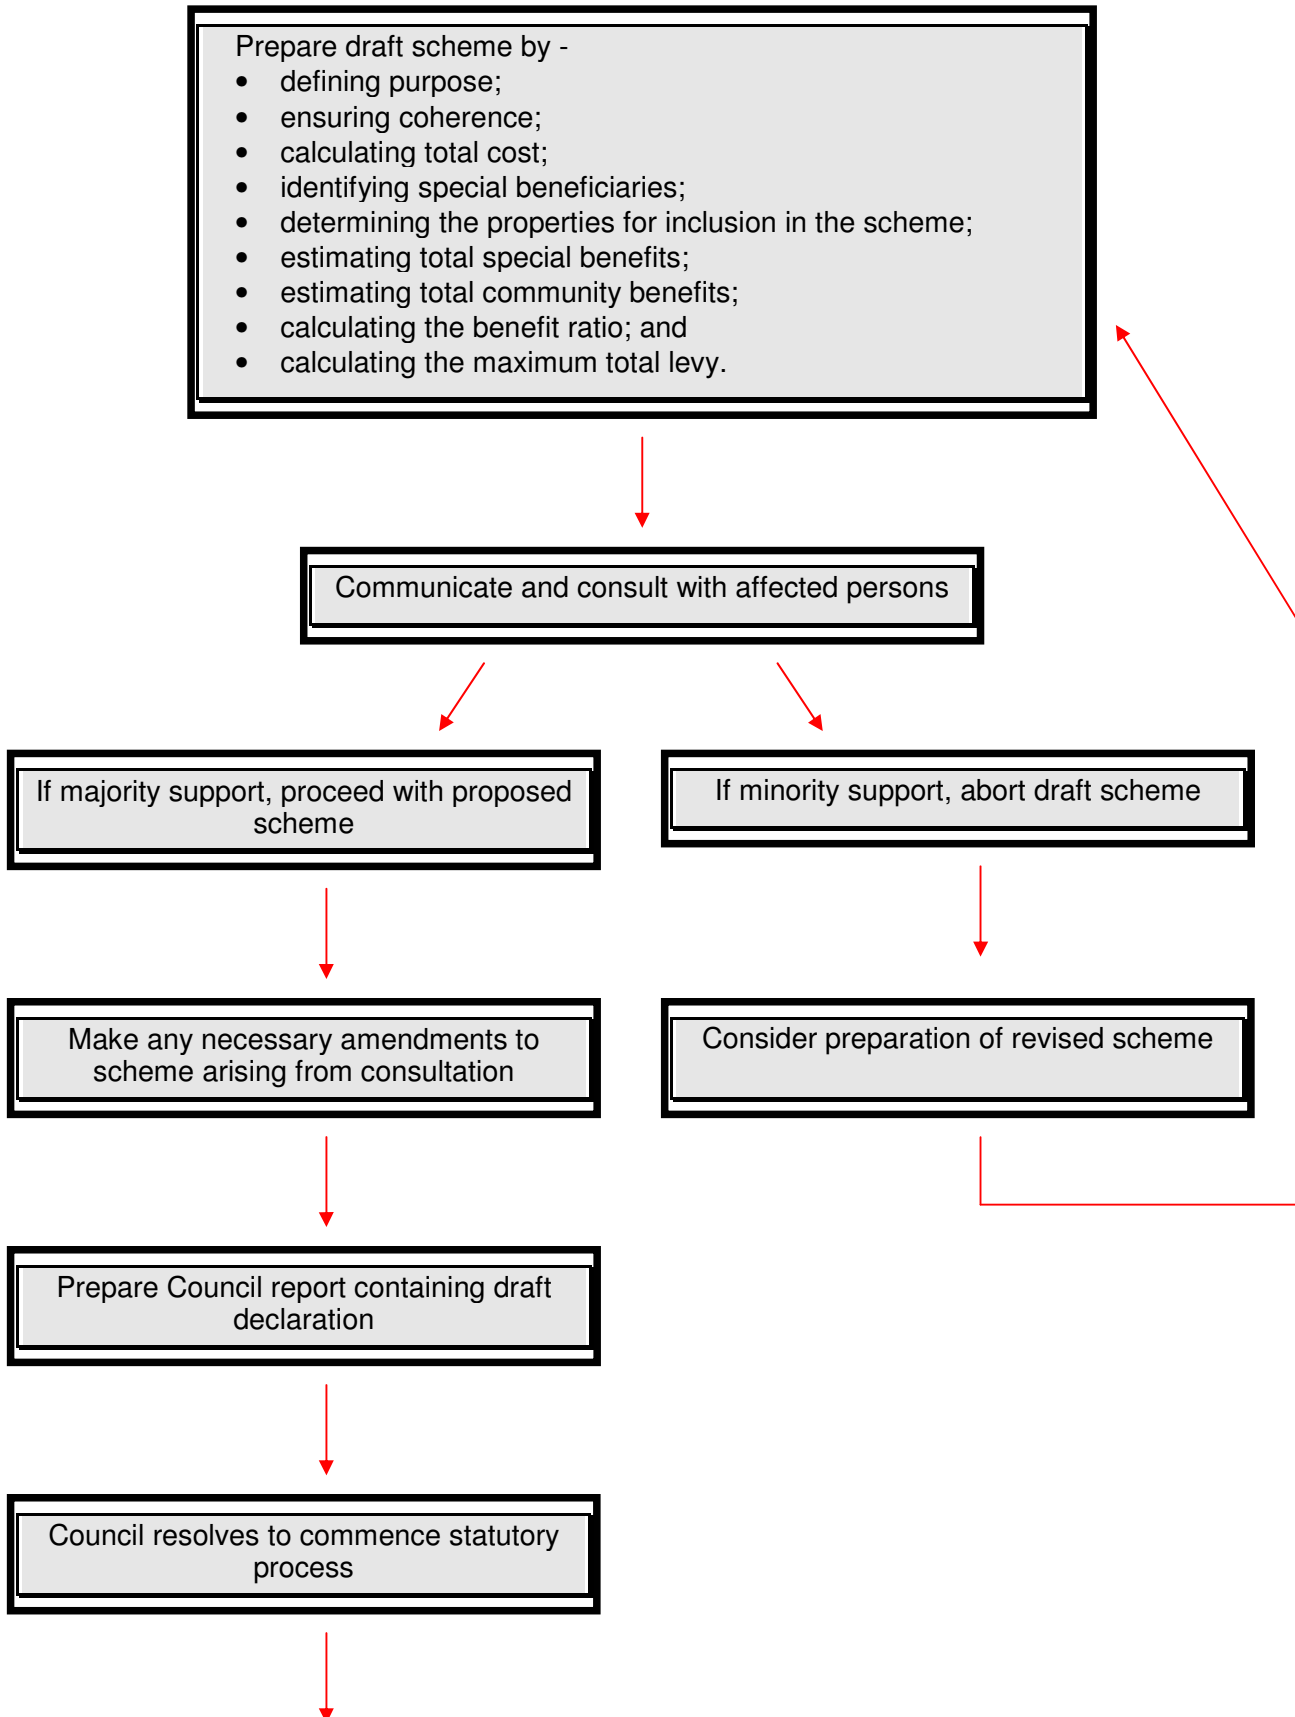 Prepare draft scheme by -
• defining purpose;
• ensuring coherence;
• calculating total cost;
• identifying special beneficiaries;
• determining the properties for inclusion in the scheme;
• estimating total special benefits;
• estimating total community benefits;
• calculating the benefit ratio; and
• calculating the maximum total levy.
Communicate and consult with affected persons
If majority support, proceed with proposed
scheme
If minority support, abort draft scheme
Make any necessary amendments to
scheme arising from consultation
Consider preparation of revised scheme
Prepare Council report containing draft
declaration
Council resolves to commence statutory
process